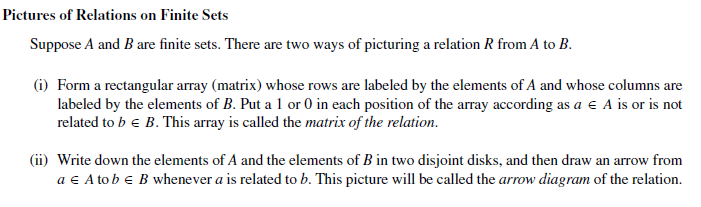 Pictures of Relations on Finite Sets
Suppose A and B are finite sets. There are two ways of picturing a relation R from A to B.
(i) Form a rectangular array (matrix) whose rows are labeled by the elements of A and whose columns are
labeled by the elements of B. Put a 1 or 0 in each position of the array according as a ∈ A is or is not
related to b ∈ B. This array is called the matrix of the relation.
(ii) Write down the elements of A and the elements of B in two disjoint disks, and then draw an arrow from
a ∈ A to b ∈ B whenever a is related to b. This picture will be called the arrow diagram of the relation.